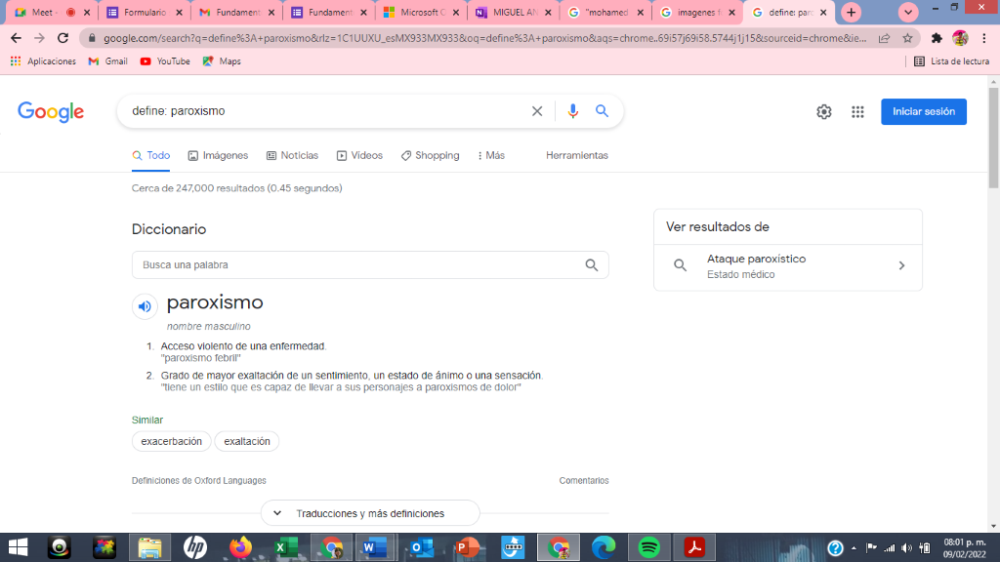 Meet -
Formulario
Fundament
Fundament
Microsoft C
MIGUEL AN
"mohamed
imagenes f
define: paro
google.com/search?q=define%3A+paroxismo&rlz=1C1UUXU_esMX933MX933&oq=define%3A+paroxismo&aqs=chrome..69i57j69i58.5744j1j15&sourceid=chrome&ie...
Aplicaciones
Gmail
YouTube
Maps
Lista de lectura
Google
define: paroxismo
Iniciar sesión
Todo
Imágenes
Noticias
Videos
Shopping
Más
Herramientas
Cerca de 247,000 resultados (0.45 segundos)
Diccionario
Busca una palabra
paroxismo
nombre masculino
1. Acceso violento de una enfermedad.
"paroxismo febril"
2. Grado de mayor exaltación de un sentimiento, un estado de ánimo o una sensación.
"tiene un estilo que es capaz de llevar a sus personajes a paroxismos de dolor"
Similar
exacerbación
exaltación
Definiciones de Oxford Languages
Comentarios
Traducciones y más definiciones
Ver resultados de
Ataque paroxístico
Estado médico
08:01 p. m.
09/02/2022